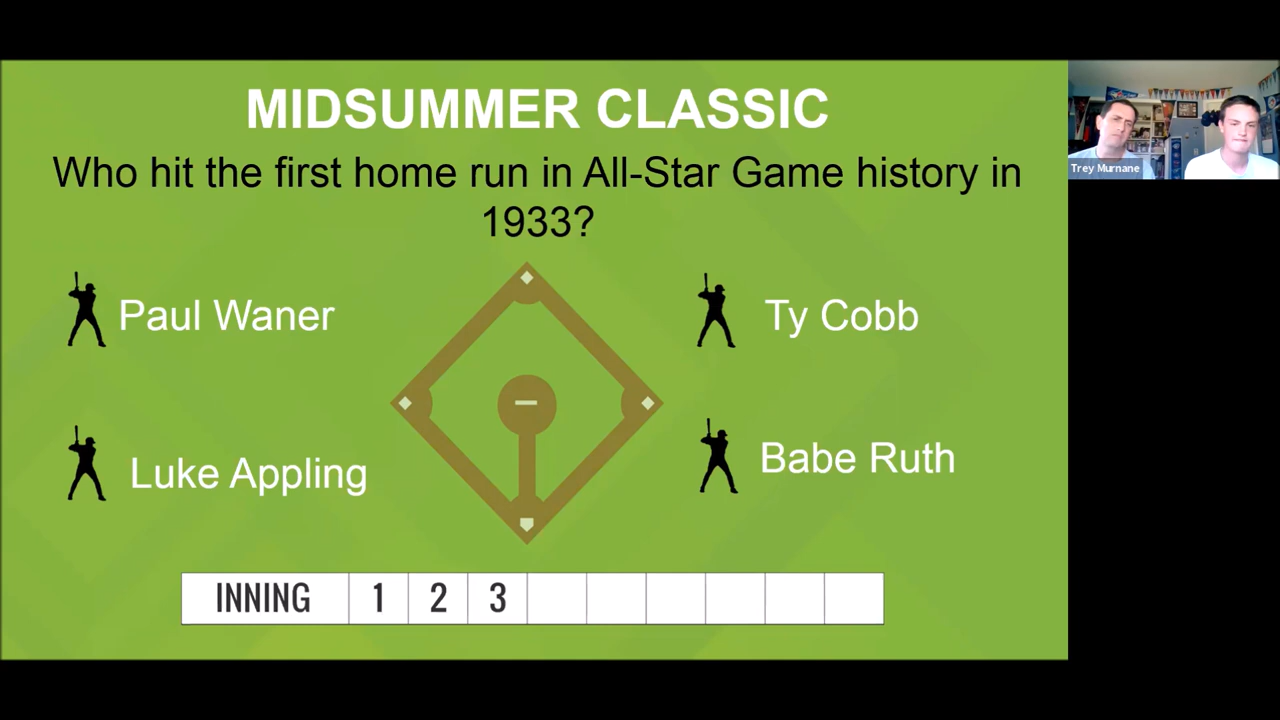 MIDSUMMER CLASSIC
Who hit the first home run in All-Star Game history in
1933?
Paul Waner
Ty Cobb
Luke Appling
Babe Ruth
INNING 1 2 3
Trey Murnane